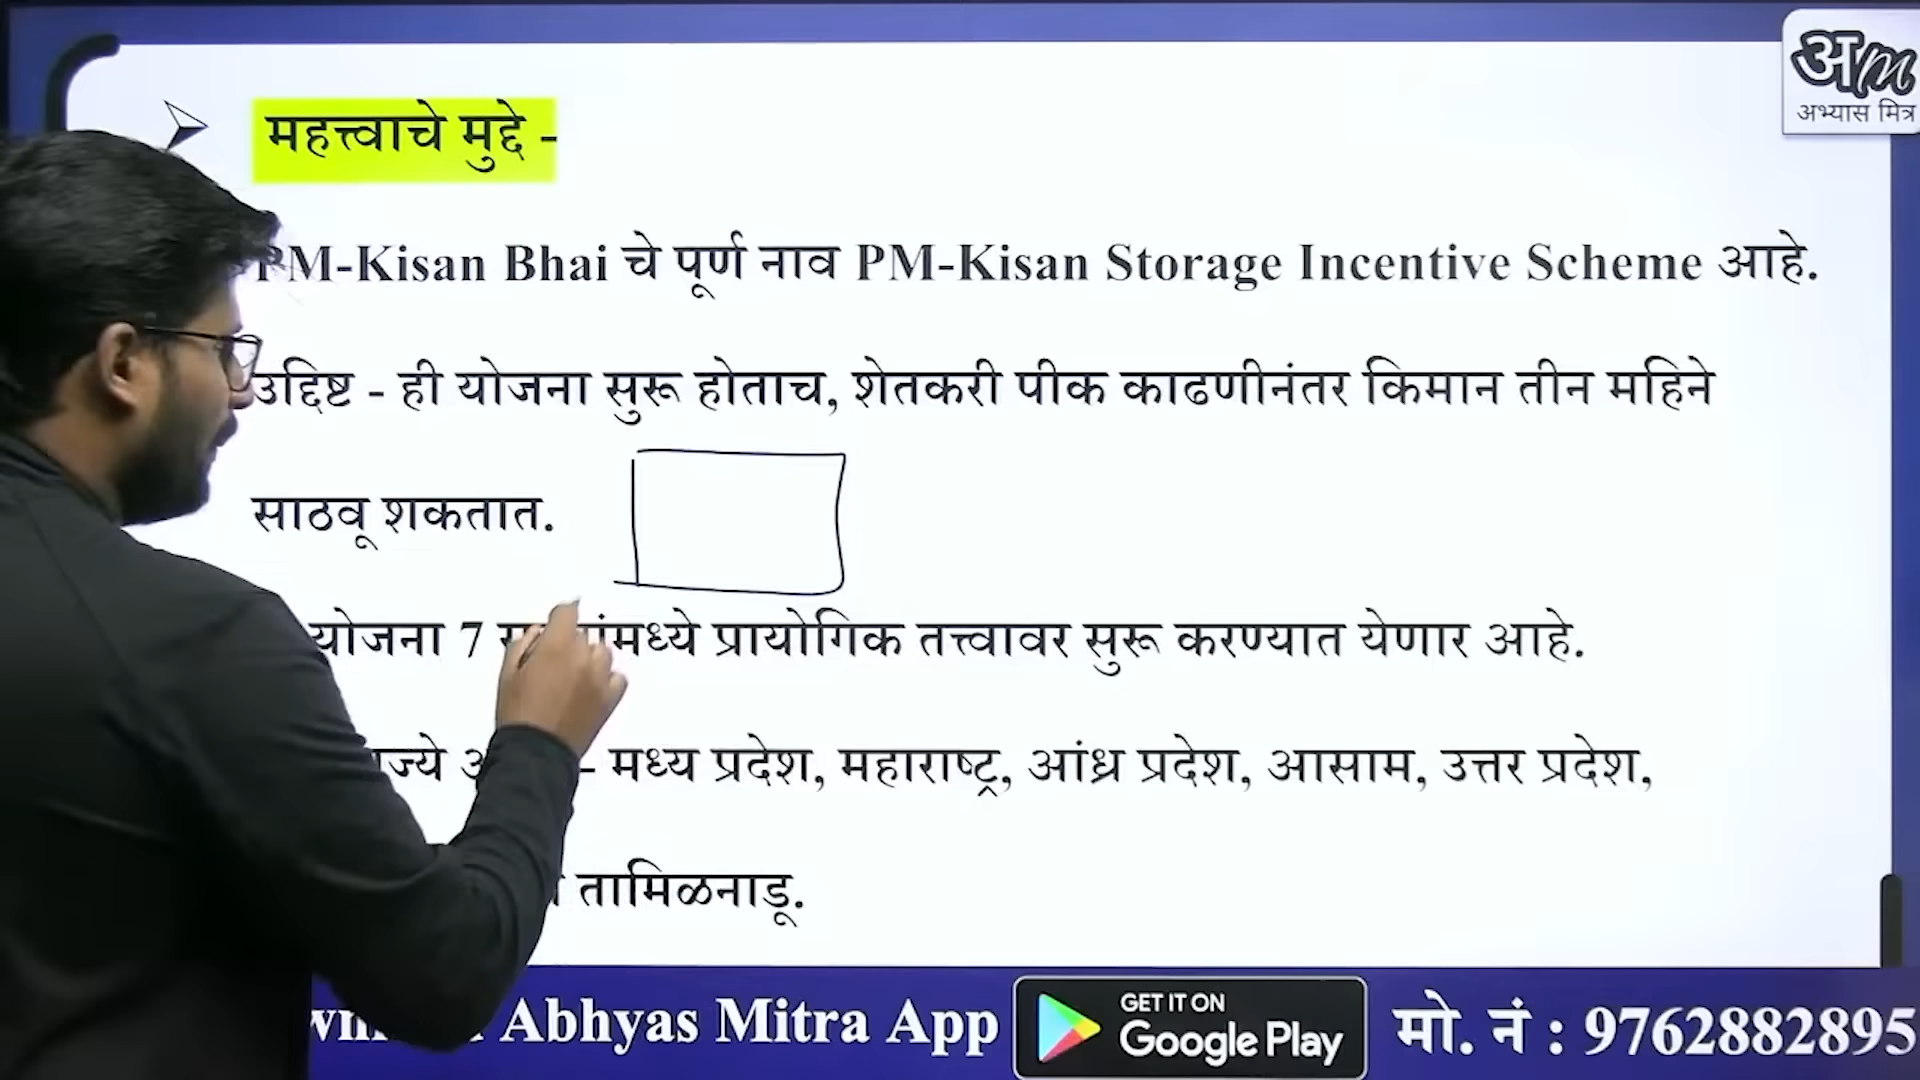 अm
अभ्यास मित्र
महत्त्वाचे मुद्दे -
PM-Kisan Bhai चे पूर्ण नाव PM-Kisan Storage Incentive Scheme आहे.
उद्दिष्ट - ही योजना सुरू होताच, शेतकरी पीक काढणीनंतर किमान तीन महिने
साठवू शकतात.
योजना 7 प्रायोगिक तत्त्वावर सुरू करण्यात येणार आहे.
- मध्य प्रदेश, महाराष्ट्र, आंध्र प्रदेश, आसाम, उत्तर प्रदेश,
तामिळनाडू.
Abhyas Mitra App GET IT ON Google Play मो. नं : 9762882895